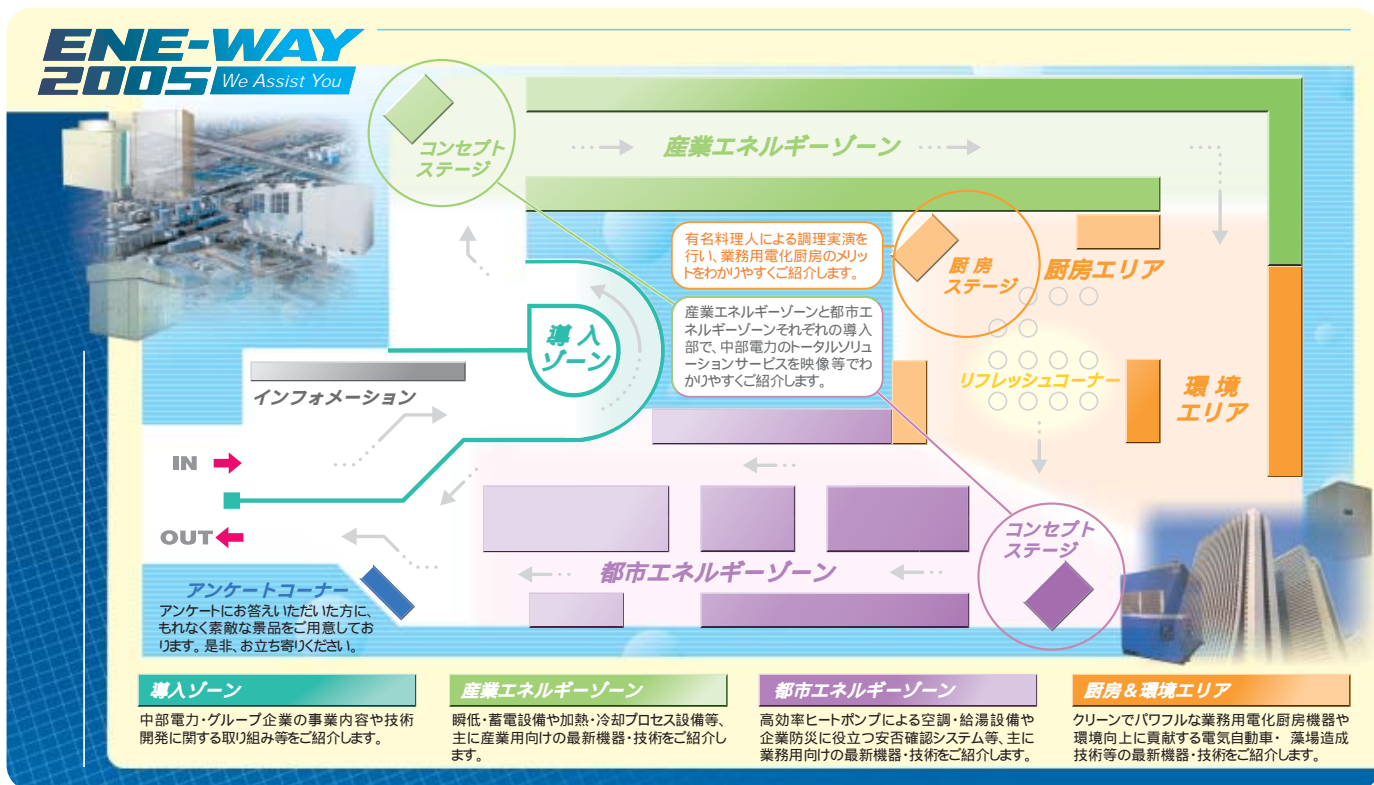 ENE-WAY
2005 We Assist You
コンセプト
ステージ
産業エネルギーゾーン
有名料理人による調理実演を
行い、業務用電化厨房のメリッ
トをわかりやすくご紹介します。
厨 房
ステージ
厨房エリア
産業エネルギーゾーンと都市エ
ネルギーゾーンそれぞれの導入
部で、中部電力のトータルソリュ
ーションサービスを映像等でわ
かりやすくご紹介します。
導 入
ゾーン
リフレッシュコーナー
環 境
エリア
インフォメーション
IN
OUT
コンセプト
ステージ
都市エネルギーゾーン
アンケートコーナー
アンケートにお答えいただいた方に、
もれなく素敵な景品をご用意してお
ります。是非、お立ち寄りください。
導入ゾーン
中部電力・グループ企業の事業内容や技術
開発に関する取り組み等をご紹介します。
産業エネルギーゾーン
瞬低・蓄電設備や加熱・冷却プロセス設備等、
主に産業用向けの最新機器・技術をご紹介し
ます。
都市エネルギーゾーン
高効率ヒートポンプによる空調・給湯設備や
企業防災に役立つ安否確認システム等、主に
業務用向けの最新機器・技術をご紹介します。
厨房&環境エリア
クリーンでパワフルな業務用電化厨房機器や
環境向上に貢献する電気自動車・ 藻場造成
技術等の最新機器・技術をご紹介します。